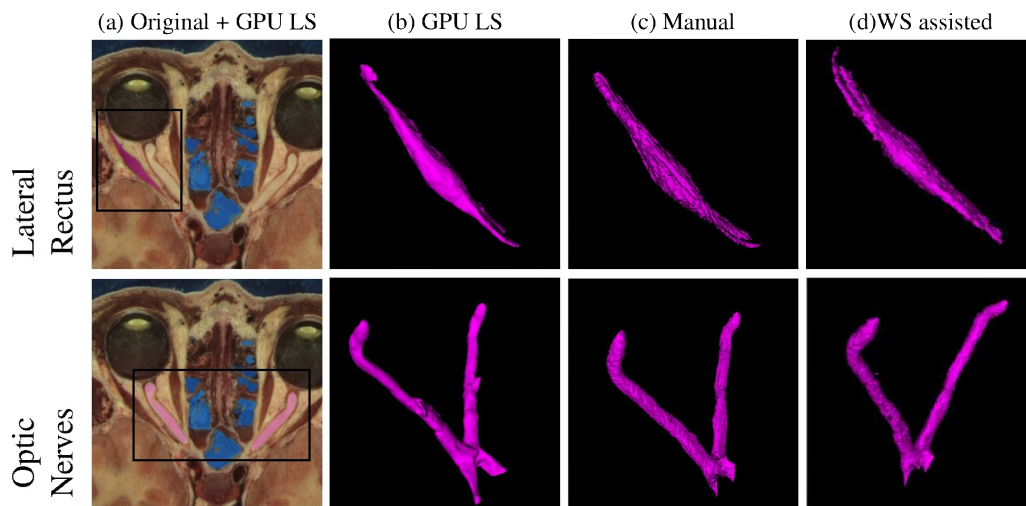 (a) Original + GPU LS (b) GPU LS (c) Manual (d)WS assisted
Lateral
Rectus
Optic
Nerves